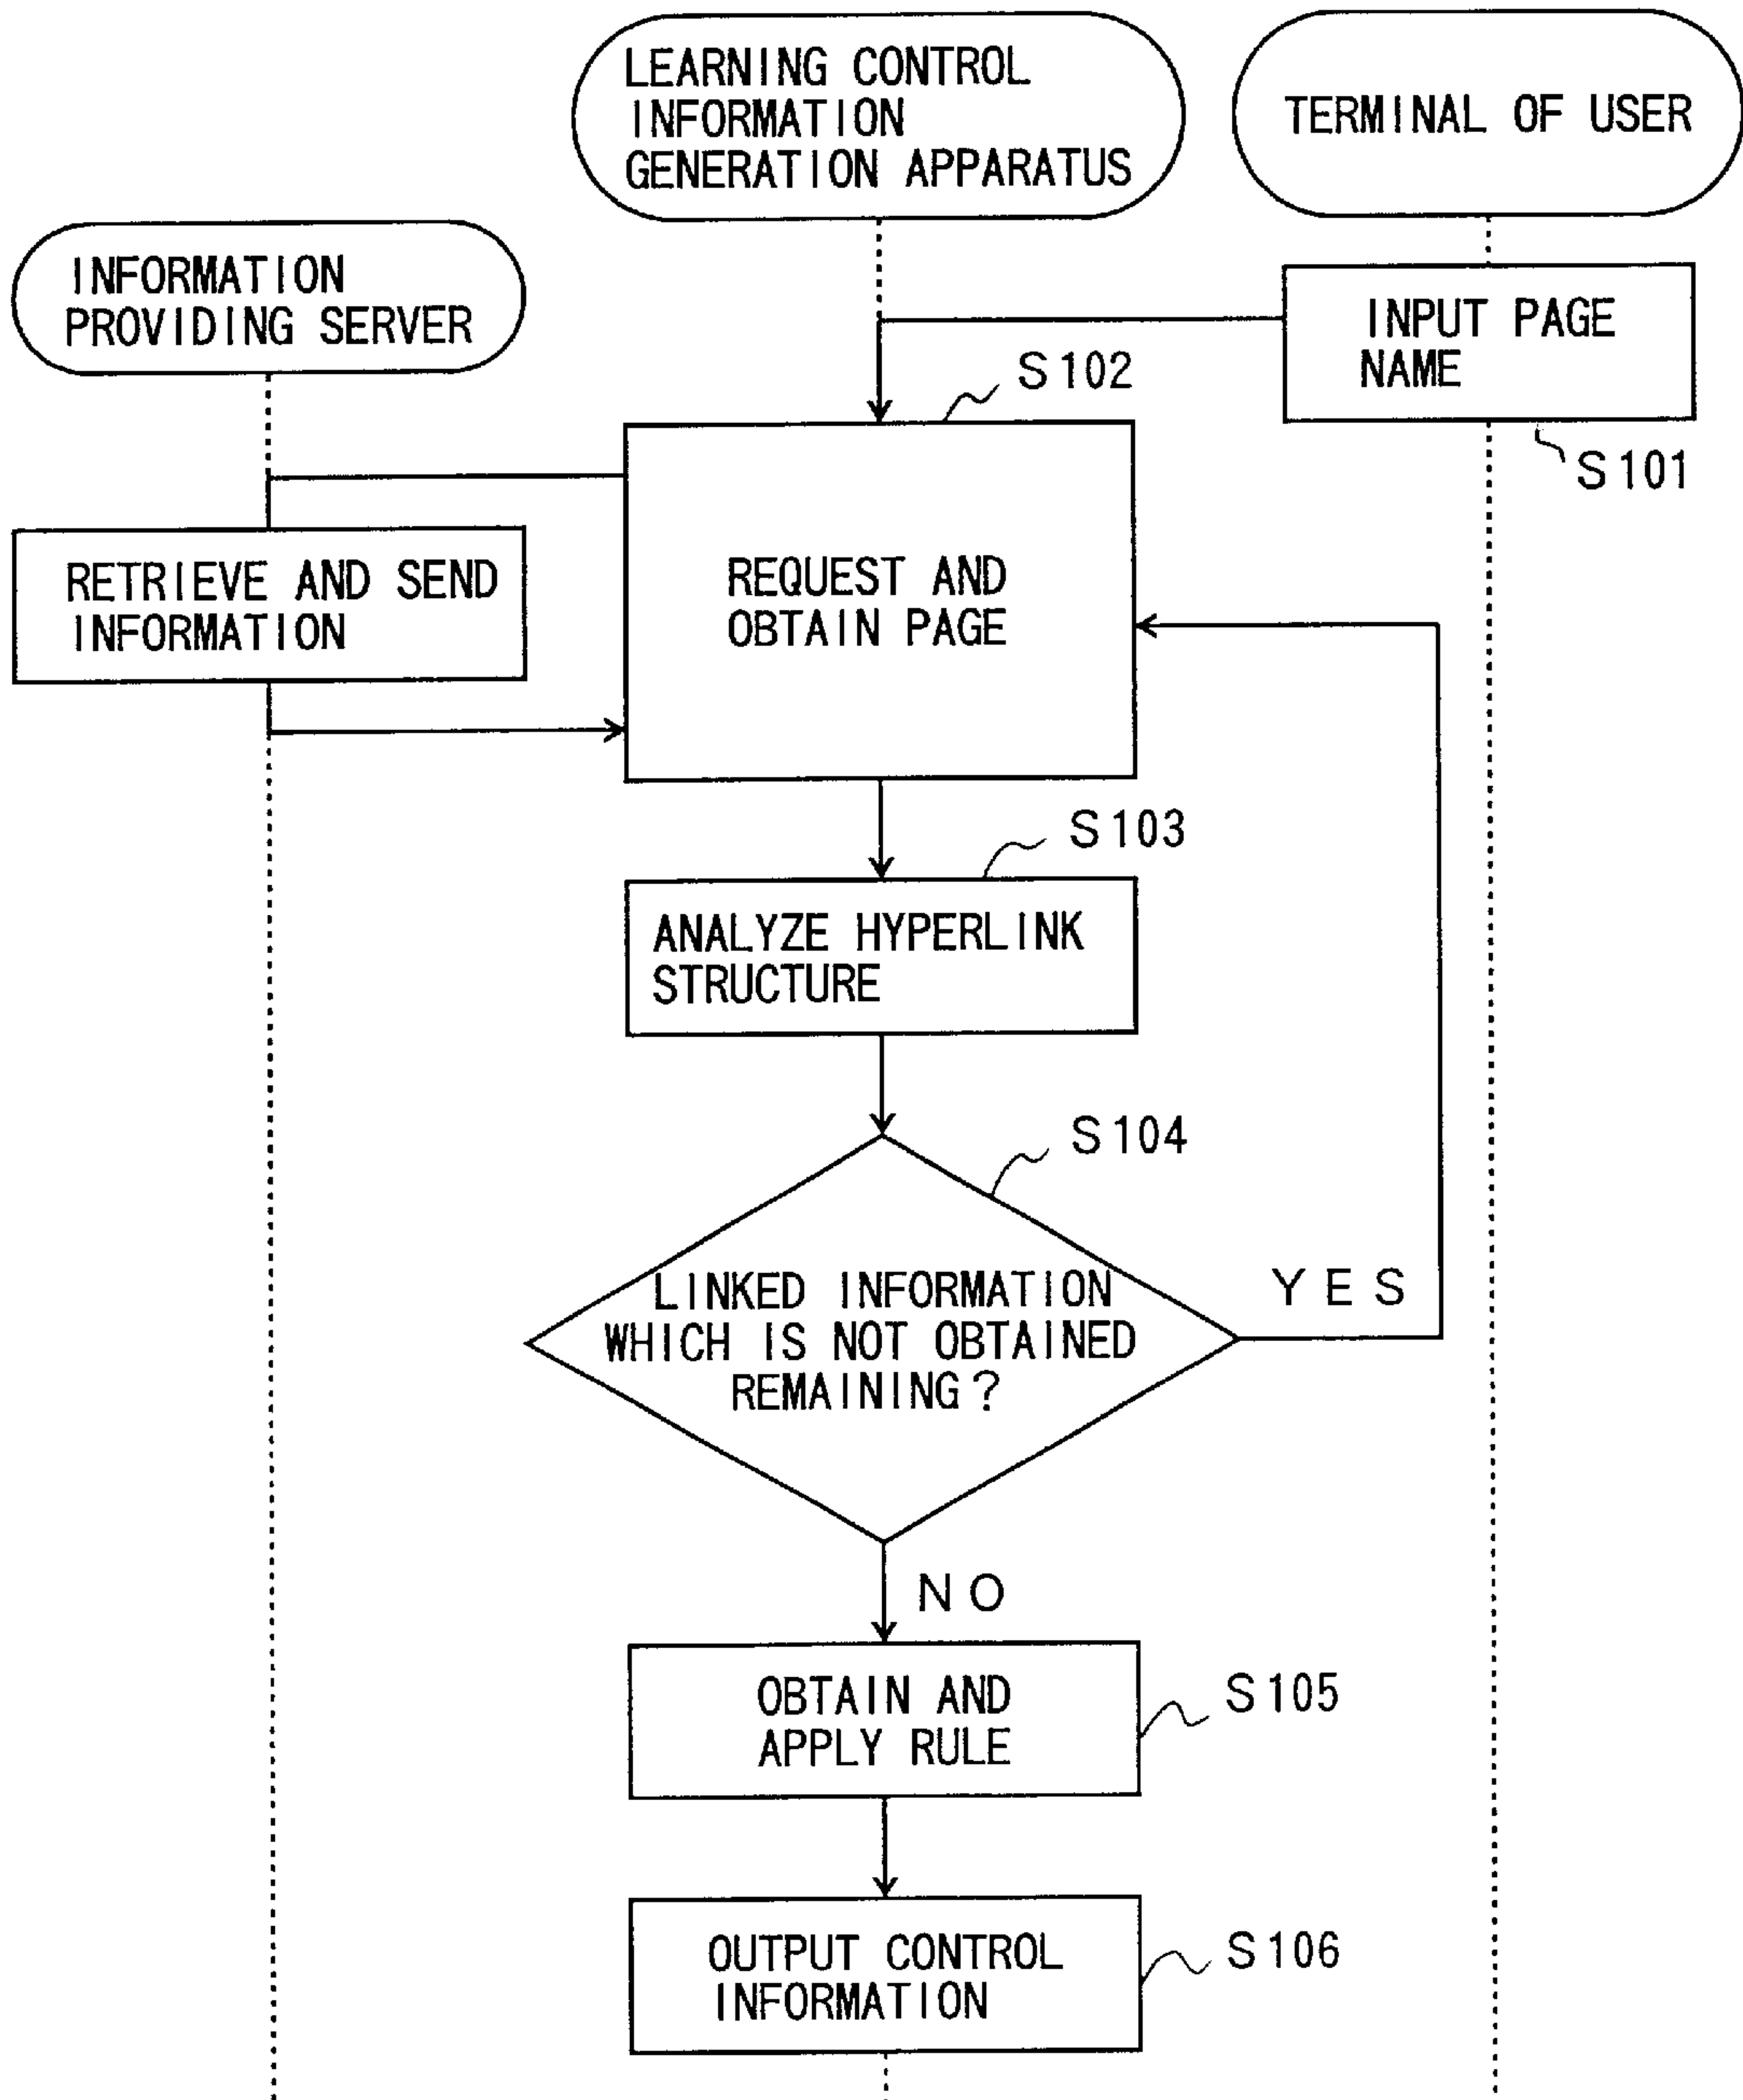 LEARNING CONTROL
INFORMATION
GENERATION APPARATUS
TERMINAL OF USER
INFORMATION
PROVIDING SERVER
INPUT PAGE
NAME
S102
S101
RETRIEVE AND SEND
INFORMATION
REQUEST AND
OBTAIN PAGE
S103
ANALYZE HYPERLINK
STRUCTURE
S104
LINKED INFORMATION
WHICH IS NOT OBTAINED
REMAINING?
YES
NO
OBTAIN AND
APPLY RULE
S105
OUTPUT CONTROL
INFORMATION
S106